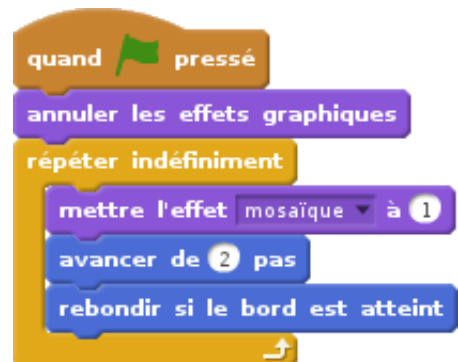 quand pressé
annuler les effets graphiques
répéter indéfiniment
mettre l'effet mosaïque à 1
avancer de 2 pas
rebondir si le bord est atteint